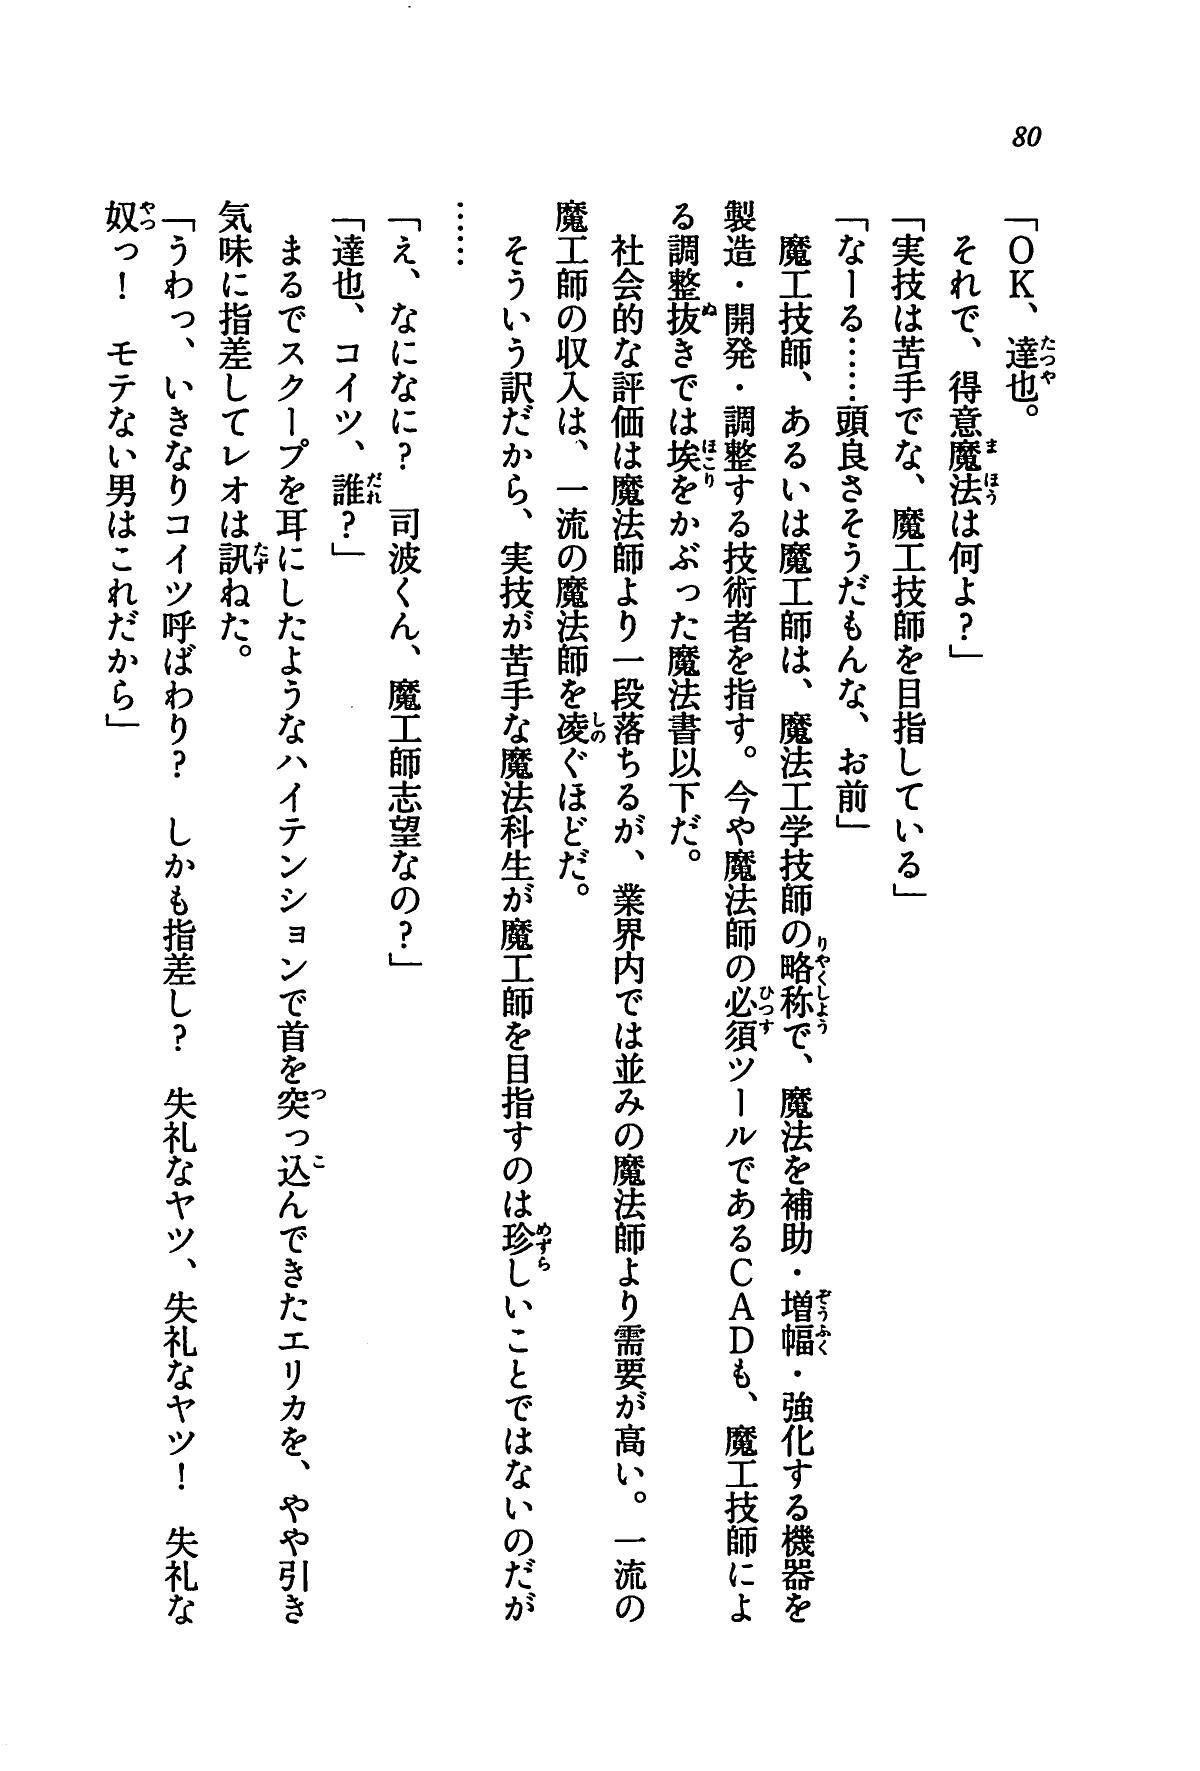 80
「OK、達也。
それで、得意魔法は何よ？」
「実技は苦手でな、魔工技師を目指している」
「なーる……頭良さそうだもんな、お前」
魔工技師、あるいは魔工師は、魔法工学技師の略称で、魔法を補助・増幅・強化する機器を
製造・開発・調整する技術者を指す。今や魔法師の必須ツールであるCADも、魔工技師によ
る調整抜きでは埃をかぶった魔法書以下だ。
社会的な評価は魔法師より一段落ちるが、業界内では並みの魔法師より需要が高い。一流の
魔工師の収入は、一流の魔法師を凌ぐほどだ。
そういう訳だから、実技が苦手な魔法科生が魔工師を目指すのは珍しいことではないのだが
……
「え、なになに？　司波くん、魔工師志望なの？」
「達也、コイツ、誰？」
まるでスクープを耳にしたようなハイテンションで首を突っ込んできたエリカを、やや引き
気味に指差してレオは訊ねた。
「うわっ、いきなりコイツ呼ばわり？　しかも指差し？　失礼なヤツ、失礼なヤツ！　失礼な
奴っ！　モテない男はこれだから」